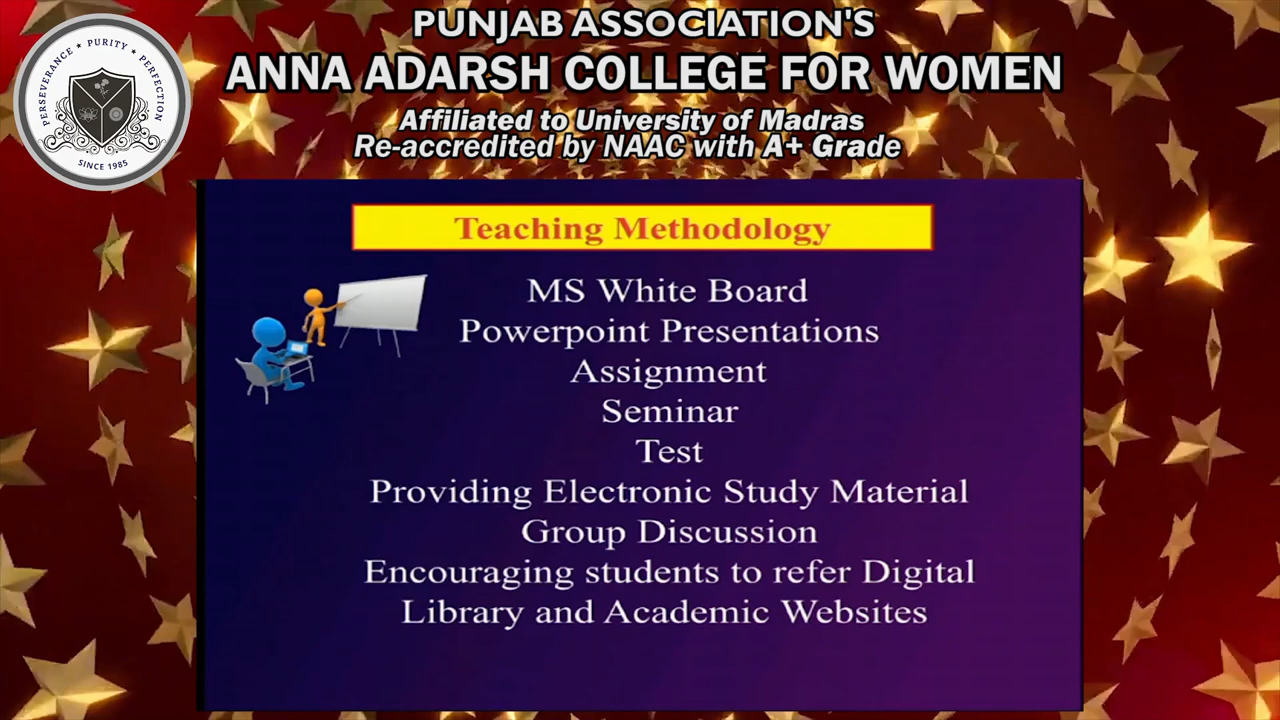 PUNJAB ASSOCIATION'S
ANNA ADARSH COLLEGE FOR WOMEN
Affiliated to University of Madras
Re-accredited by NAAC with A+ Grade
PERSEVERANCE ★ PURITY ★ PERFECTION
SINCE 1985
Teaching Methodology
MS White Board
Powerpoint Presentations
Assignment
Seminar
Test
Providing Electronic Study Material
Group Discussion
Encouraging students to refer Digital
Library and Academic Websites